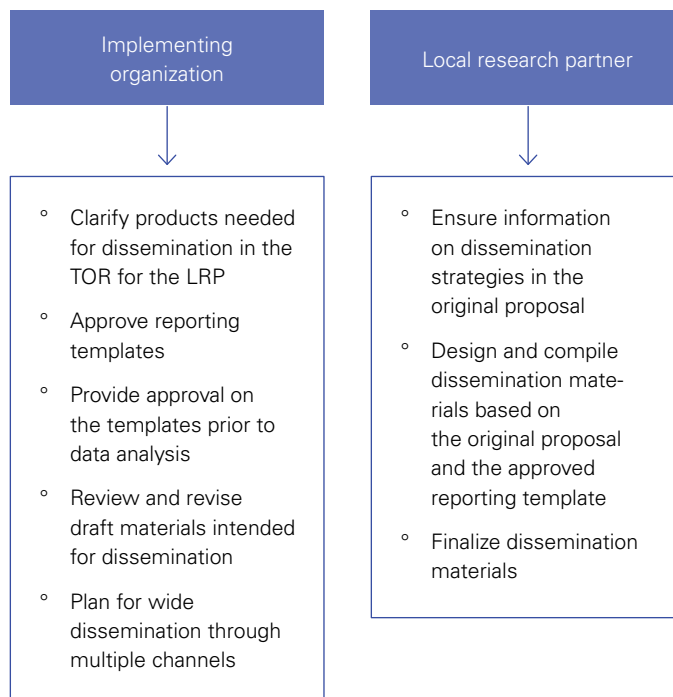 Implementing
organization
° Clarify products needed
for dissemination in the
TOR for the LRP
° Approve reporting
templates
° Provide approval on
the templates prior to
data analysis
° Review and revise
draft materials intended
for dissemination
° Plan for wide
dissemination through
multiple channels
Local research partner
° Ensure information
on dissemination
strategies in the
original proposal
° Design and compile
dissemination mate-
rials based on
the original proposal
and the approved
reporting template
° Finalize dissemination
materials